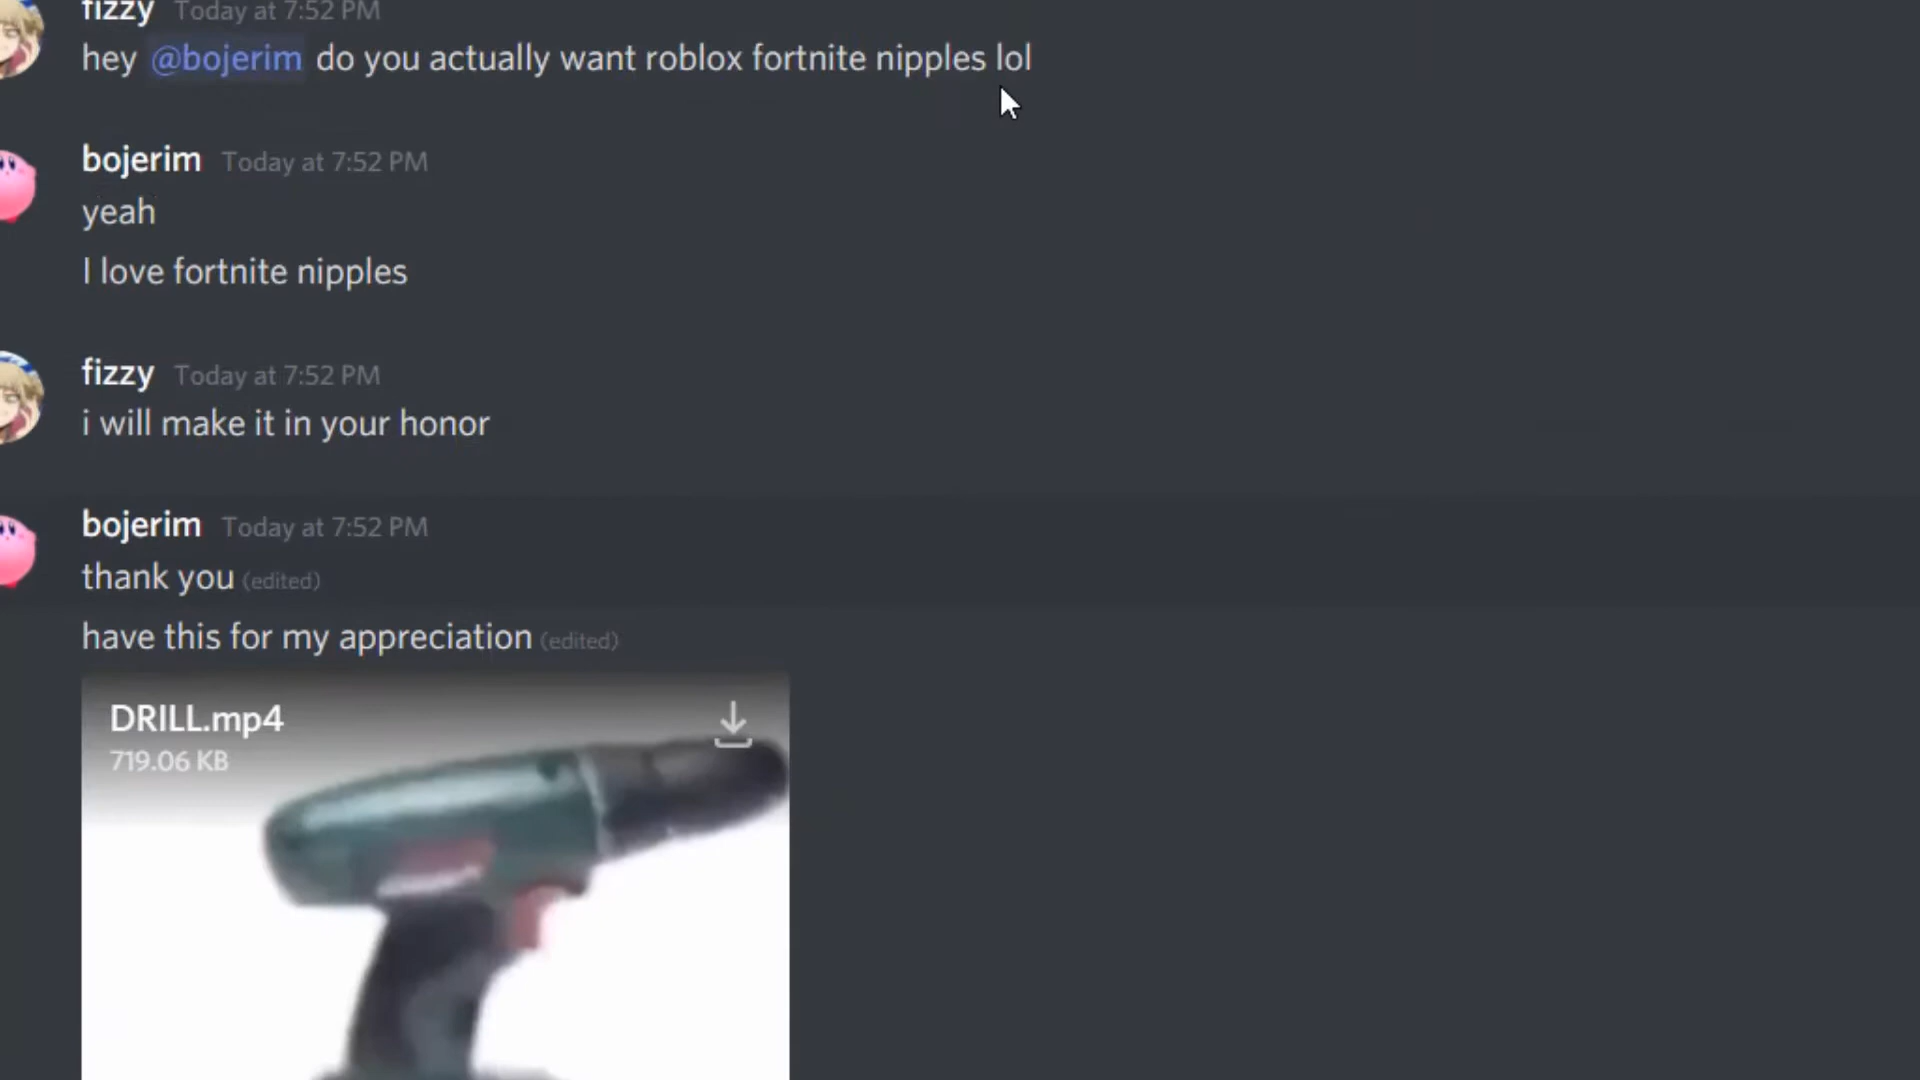 fizzy Today at 7:52 PM
hey @bojerim do you actually want roblox fortnite nipples lol
bojerim Today at 7:52 PM
yeah
I love fortnite nipples
fizzy Today at 7:52 PM
i will make it in your honor
bojerim Today at 7:52 PM
thank you (edited)
have this for my appreciation (edited)
DRILL.mp4
719.06 KB